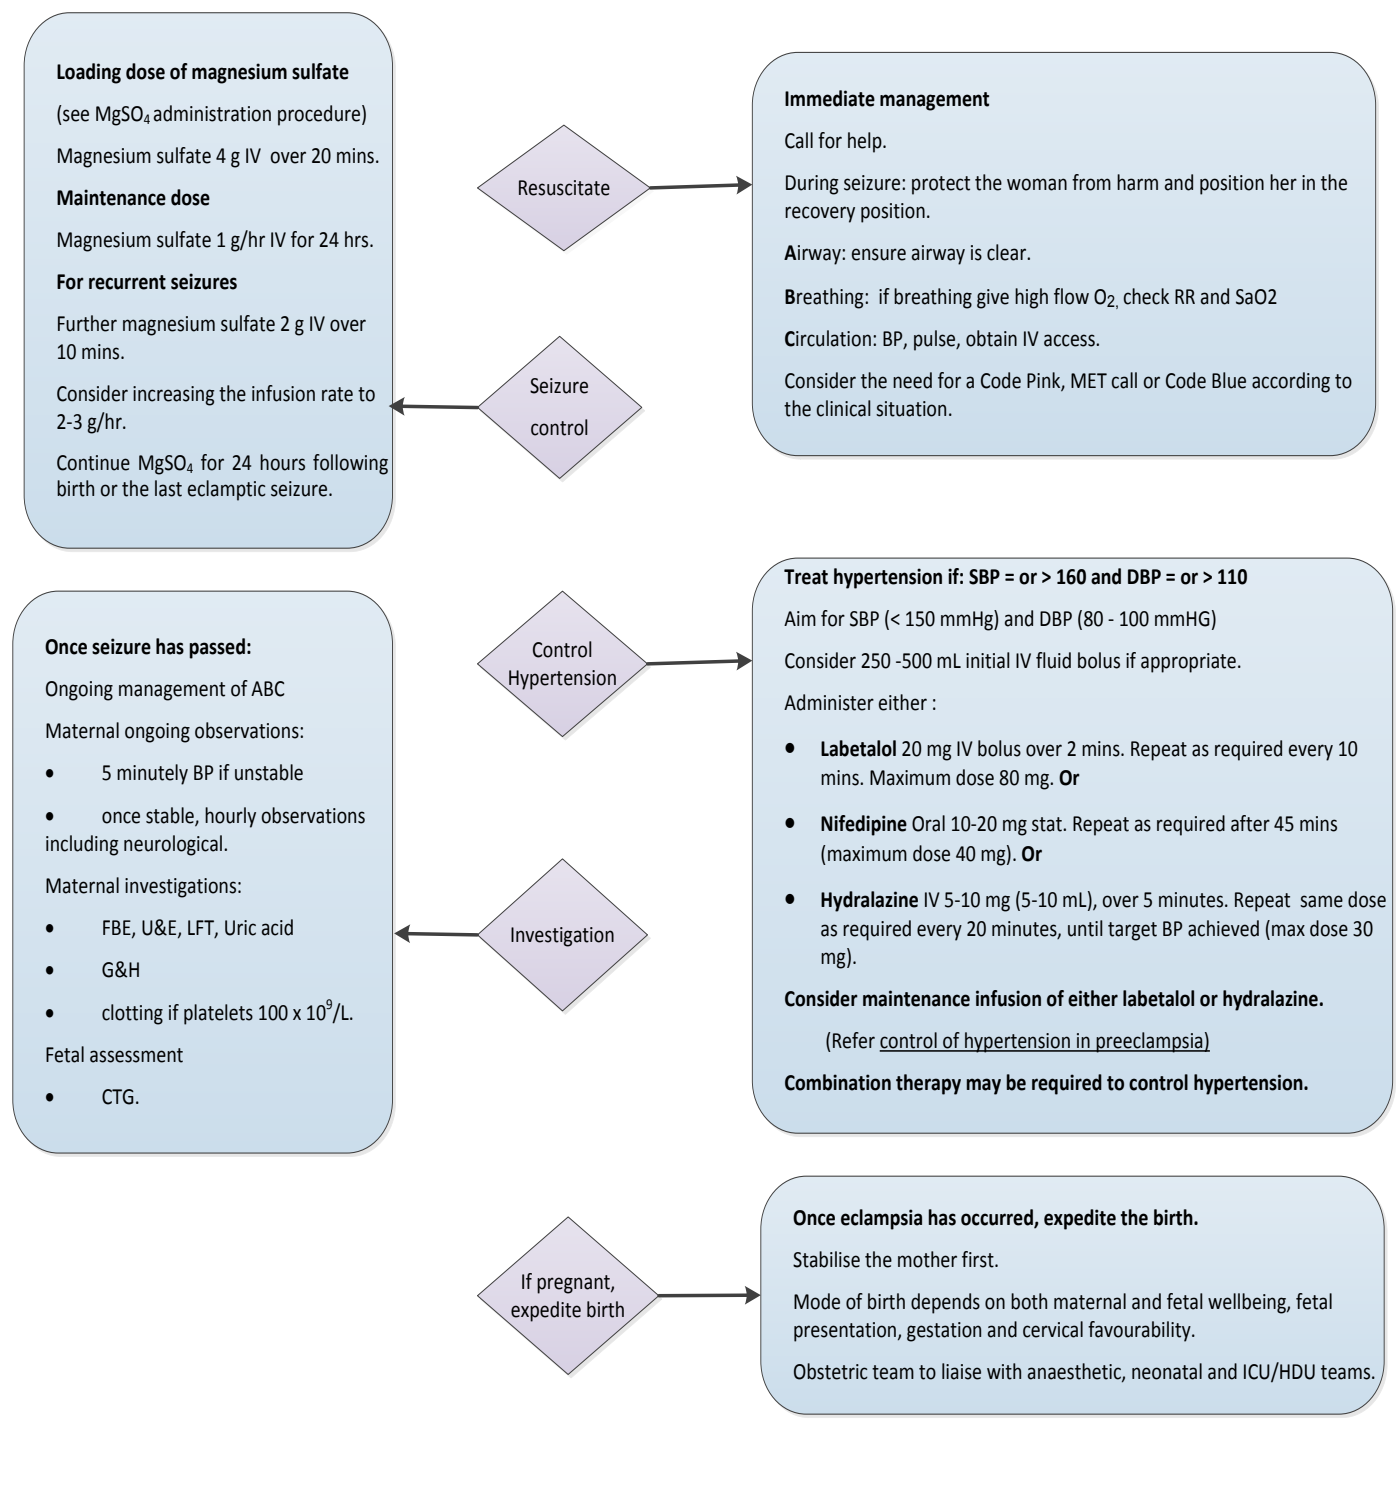 Loading dose of magnesium sulfate
(see MgSO4 administration procedure)
Magnesium sulfate 4 g IV over 20 mins.
Maintenance dose
Magnesium sulfate 1 g/hr IV for 24 hrs.
For recurrent seizures
Further magnesium sulfate 2 g IV over
10 mins.
Consider increasing the infusion rate to
2-3 g/hr.
Continue MgSO4 for 24 hours following
birth or the last eclamptic seizure.
Resuscitate
Immediate management
Call for help.
During seizure: protect the woman from harm and position her in the
recovery position.
Airway: ensure airway is clear.
Breathing: if breathing give high flow O2, check RR and SaO2
Circulation: BP, pulse, obtain IV access.
Consider the need for a Code Pink, MET call or Code Blue according to
the clinical situation.
Seizure
control
Once seizure has passed:
Ongoing management of ABC
Maternal ongoing observations:
• 5 minutely BP if unstable
• once stable, hourly observations
including neurological.
Maternal investigations:
• FBE, U&E, LFT, Uric acid
• G&H
• clotting if platelets 100 x 10⁹/L.
Fetal assessment
• CTG.
Control
Hypertension
Treat hypertension if: SBP = or > 160 and DBP = or > 110
Aim for SBP (< 150 mmHg) and DBP (80 - 100 mmHG)
Consider 250 -500 mL initial IV fluid bolus if appropriate.
Administer either :
• Labetalol 20 mg IV bolus over 2 mins. Repeat as required every 10
mins. Maximum dose 80 mg. Or
• Nifedipine Oral 10-20 mg stat. Repeat as required after 45 mins
(maximum dose 40 mg). Or
• Hydralazine IV 5-10 mg (5-10 mL), over 5 minutes. Repeat same dose
as required every 20 minutes, until target BP achieved (max dose 30
mg).
Consider maintenance infusion of either labetalol or hydralazine.
(Refer control of hypertension in preeclampsia)
Combination therapy may be required to control hypertension.
Investigation
If pregnant,
expedite birth
Once eclampsia has occurred, expedite the birth.
Stabilise the mother first.
Mode of birth depends on both maternal and fetal wellbeing, fetal
presentation, gestation and cervical favourability.
Obstetric team to liaise with anaesthetic, neonatal and ICU/HDU teams.